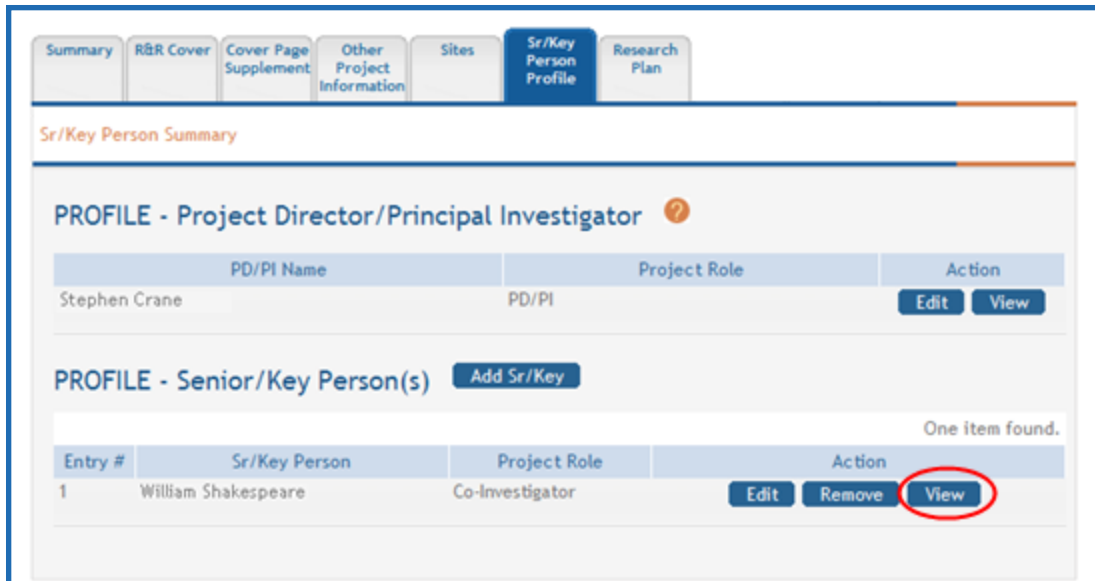 Summary
R&R Cover
Cover Page
Supplement
Other
Project
Information
Sites
Sr/Key
Person
Profile
Research
Plan
Sr/Key Person Summary
PROFILE - Project Director/Principal Investigator ?
PD/PI Name Project Role Action
Stephen Crane PD/PI Edit View
PROFILE - Senior/Key Person(s) Add Sr/Key
One item found.
Entry # Sr/Key Person Project Role Action
1 William Shakespeare Co-Investigator Edit Remove View